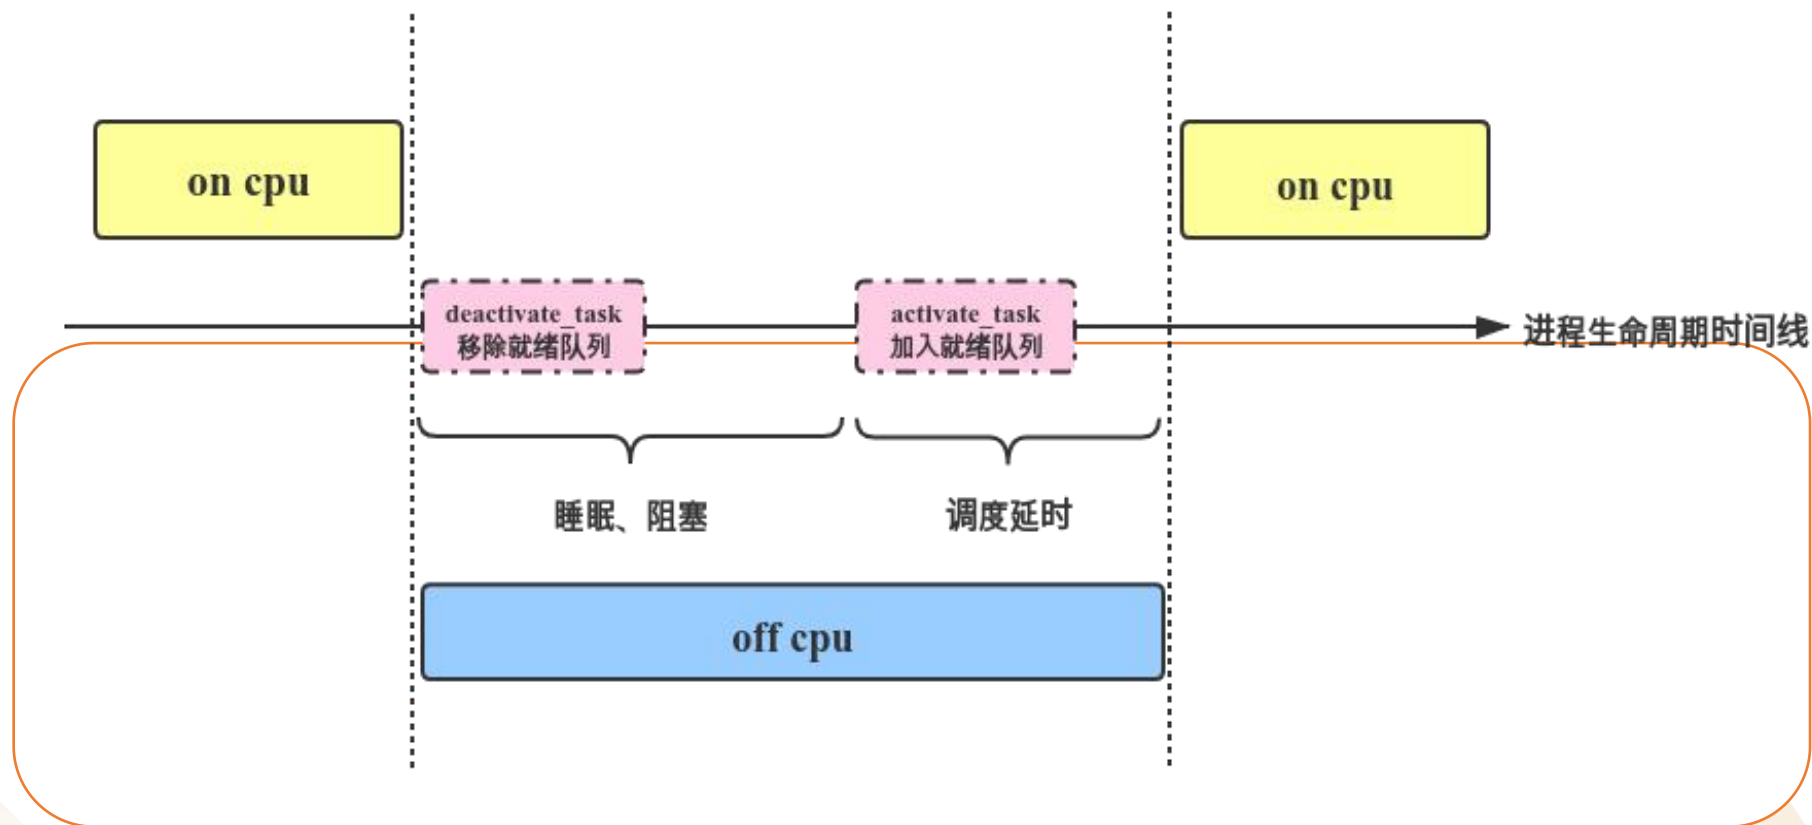 on cpu
on cpu
deactivate_task
移除就绪队列
activate_task
加入就绪队列
进程生命周期时间线
睡眠、阻塞
调度延时
off cpu